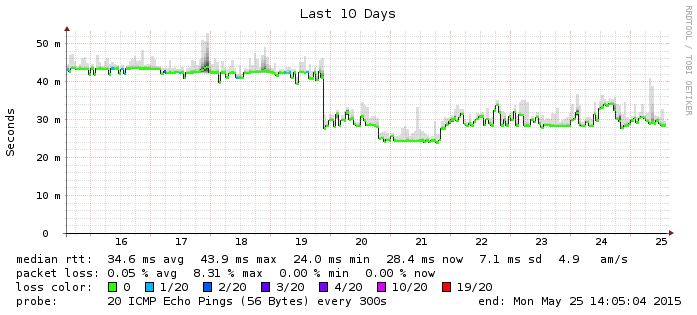 Last 10 Days
RRDTOOL / TOBI OETIKER
Seconds
50 m
40 m
30 m
20 m
10 m
0
16 17 18 19 20 21 22 23 24 25
median rtt: 34.6 ms avg 43.9 ms max 24.0 ms min 28.4 ms now 7.1 ms sd 4.9 am/s
packet loss: 0.05 % avg 8.31 % max 0.00 % min 0.00 % now
loss color: 0 1/20 2/20 3/20 4/20 10/20 19/20
probe: 20 ICMP Echo Pings (56 Bytes) every 300s end: Mon May 25 14:05:04 2015